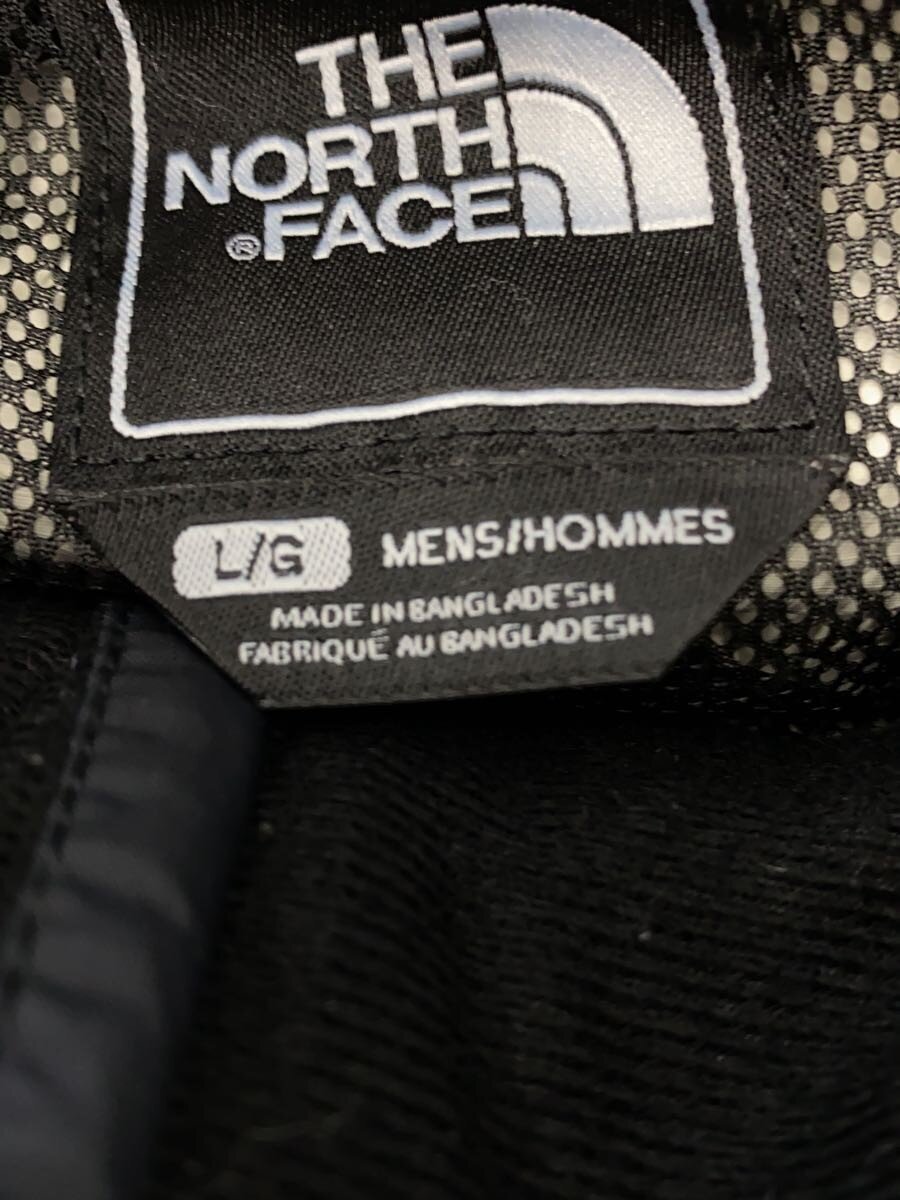 THE
NORTH
® FACE
L/G MENS/HOMMES
MADE IN BANGLADESH
FABRIQUÉ AU BANGLADESH